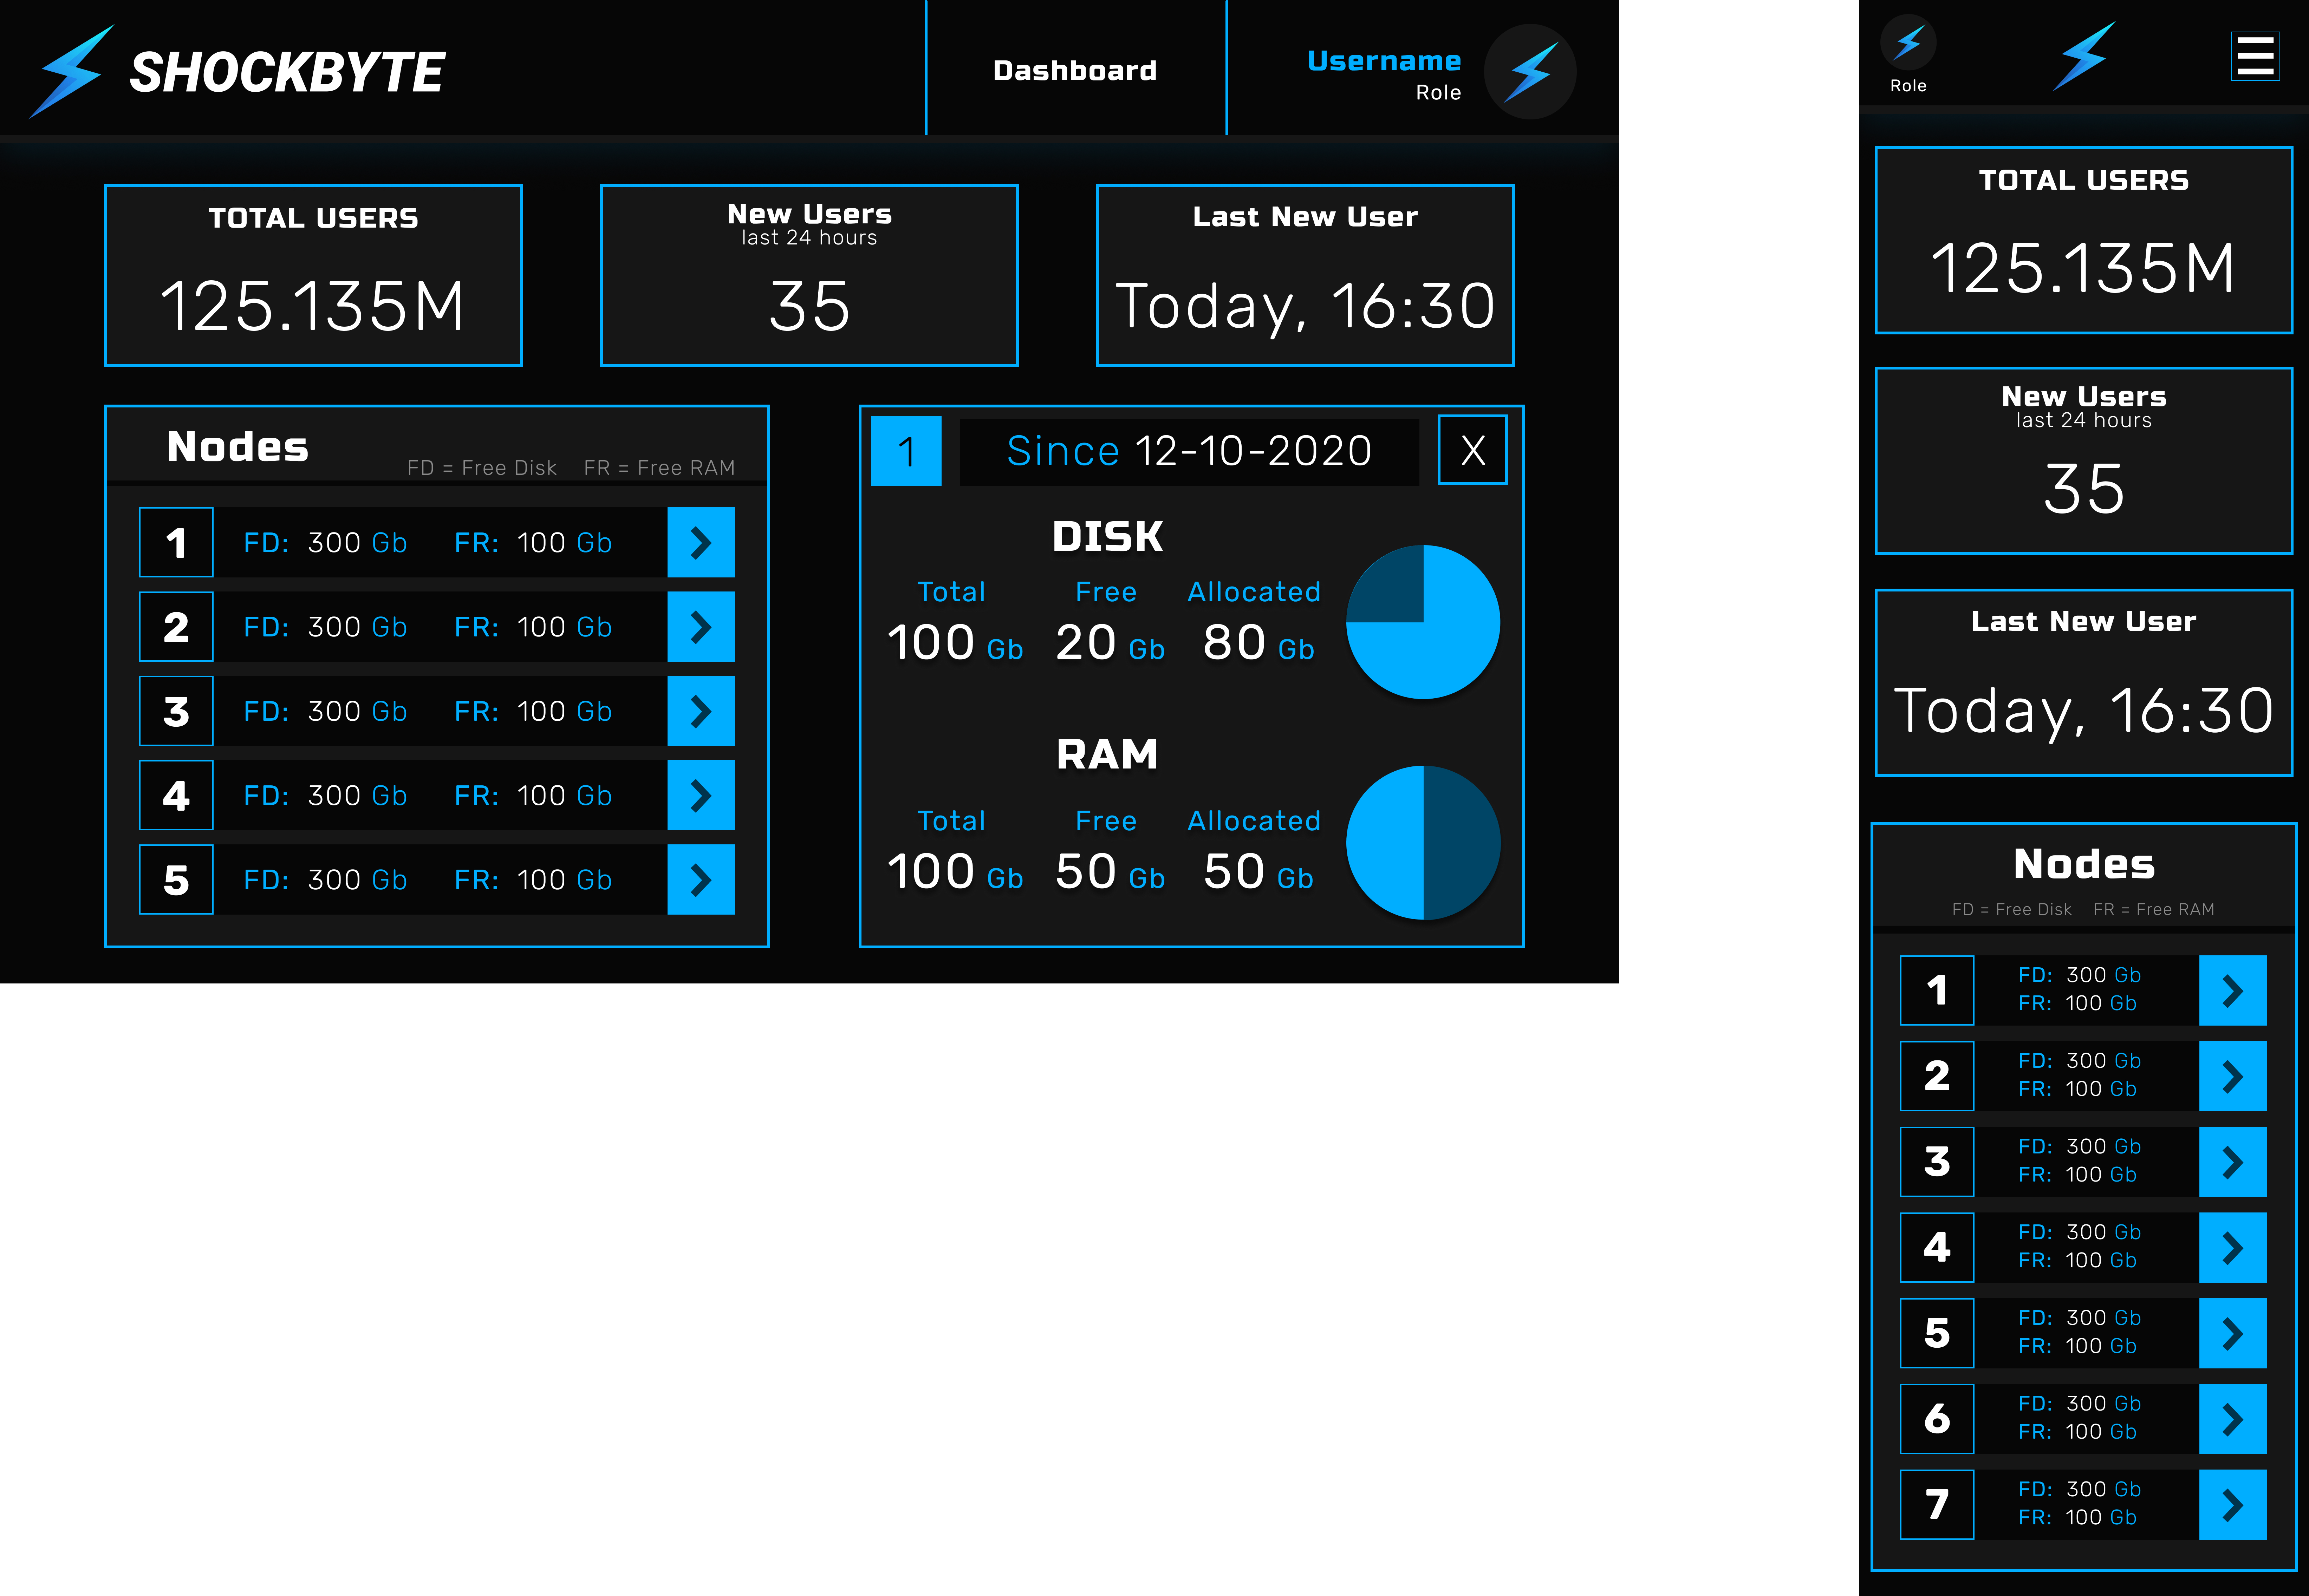 SHOCKBYTE
Dashboard
Username
Role
TOTAL USERS
125.135M
New Users
last 24 hours
35
Last New User
Today, 16:30
Nodes
FD = Free Disk FR = Free RAM
1 FD: 300 Gb FR: 100 Gb
2 FD: 300 Gb FR: 100 Gb
3 FD: 300 Gb FR: 100 Gb
4 FD: 300 Gb FR: 100 Gb
5 FD: 300 Gb FR: 100 Gb
1 Since 12-10-2020 X
DISK
Total Free Allocated
100 Gb 20 Gb 80 Gb
RAM
Total Free Allocated
100 Gb 50 Gb 50 Gb
Role
TOTAL USERS
125.135M
New Users
last 24 hours
35
Last New User
Today, 16:30
Nodes
FD = Free Disk FR = Free RAM
1
FD: 300 Gb
FR: 100 Gb
2
FD: 300 Gb
FR: 100 Gb
3
FD: 300 Gb
FR: 100 Gb
4
FD: 300 Gb
FR: 100 Gb
5
FD: 300 Gb
FR: 100 Gb
6
FD: 300 Gb
FR: 100 Gb
7
FD: 300 Gb
FR: 100 Gb